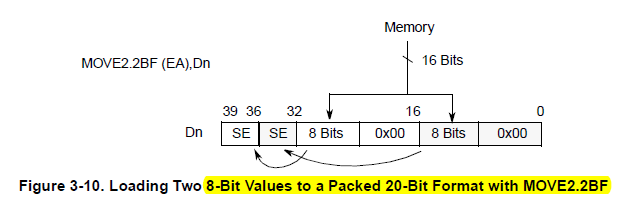 Memory
MOVE2.2BF (EA),Dn
16 Bits
39 36 32 16 0
Dn SE SE 8 Bits 0x00 8 Bits 0x00
Figure 3-10. Loading Two 8-Bit Values to a Packed 20-Bit Format with MOVE2.2BF